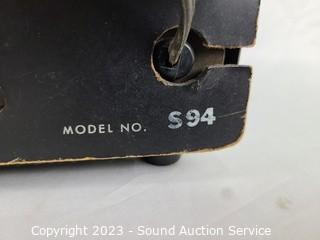 MODEL NO. S94
Copyright 2023 - Sound Auction Service